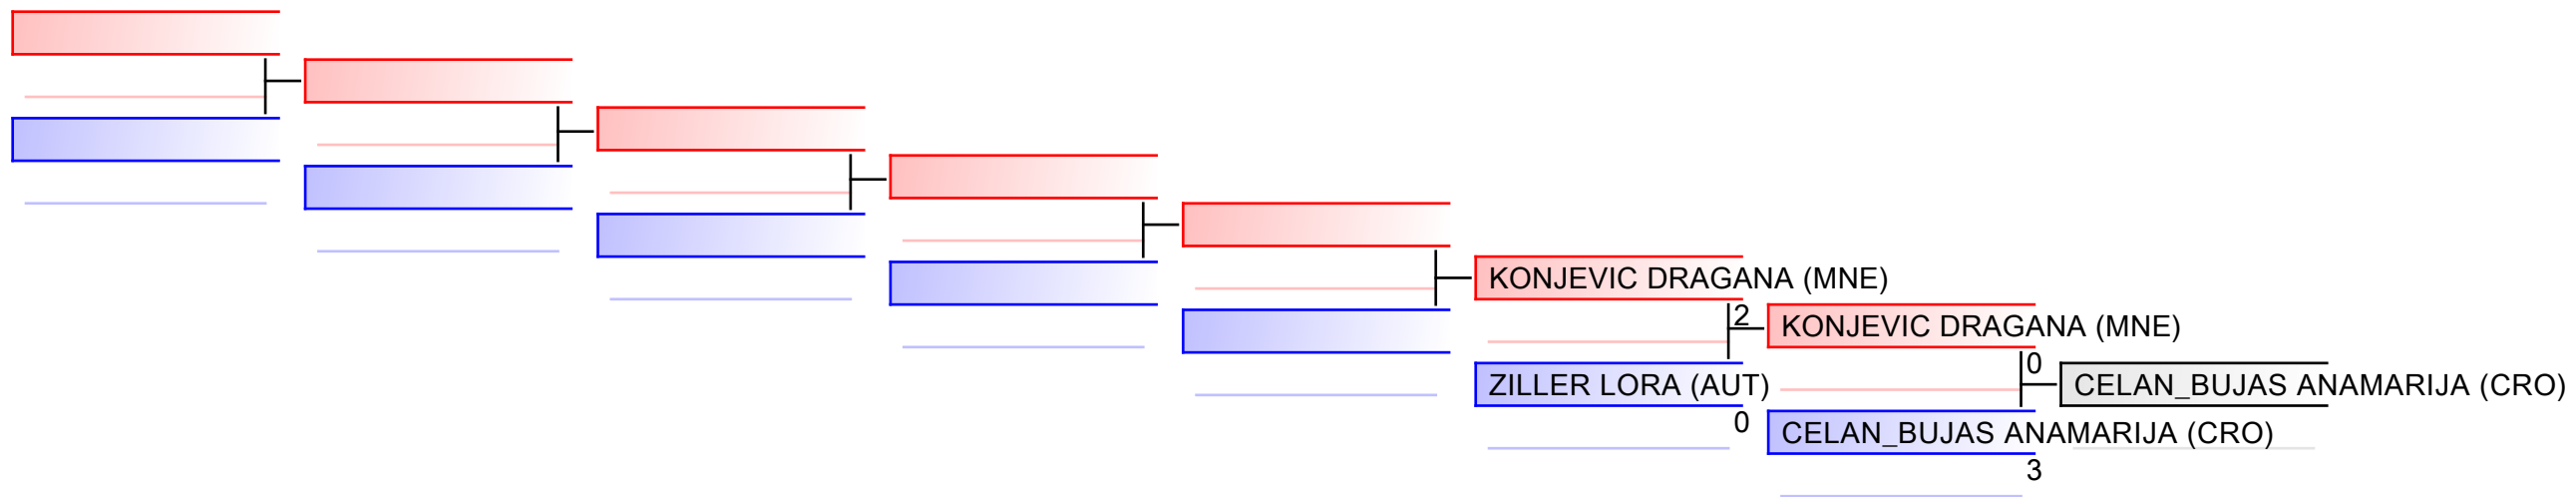 KONJEVIC DRAGANA (MNE)
2
KONJEVIC DRAGANA (MNE)
0
ZILLER LORA (AUT)
CELAN_BUJAS ANAMARIJA (CRO)
0
CELAN_BUJAS ANAMARIJA (CRO)
3